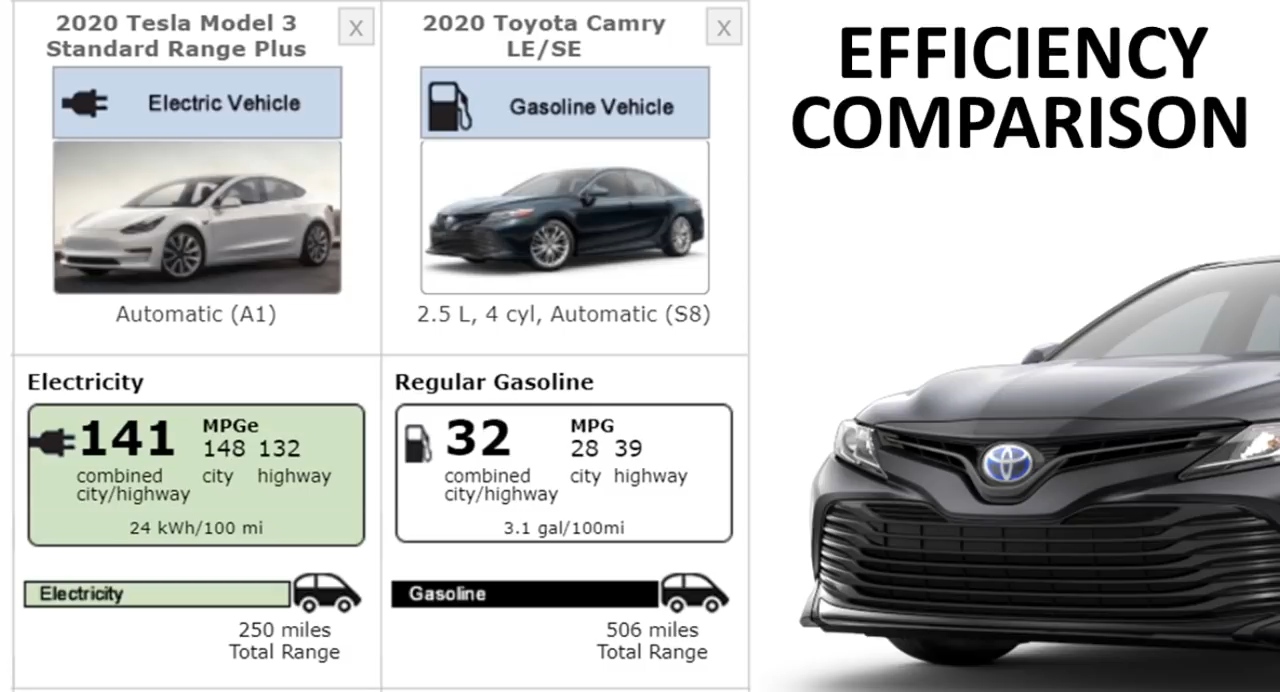 2020 Tesla Model 3
Standard Range Plus
X
Electric Vehicle
Automatic (A1)
Electricity
141
combined
city/highway
MPGe
148 132
city highway
24 kWh/100 mi
Electricity
250 miles
Total Range
2020 Toyota Camry
LE/SE
X
Gasoline Vehicle
2.5 L, 4 cyl, Automatic (S8)
Regular Gasoline
32
combined
city/highway
MPG
28 39
city highway
3.1 gal/100mi
Gasoline
506 miles
Total Range
EFFICIENCY
COMPARISON